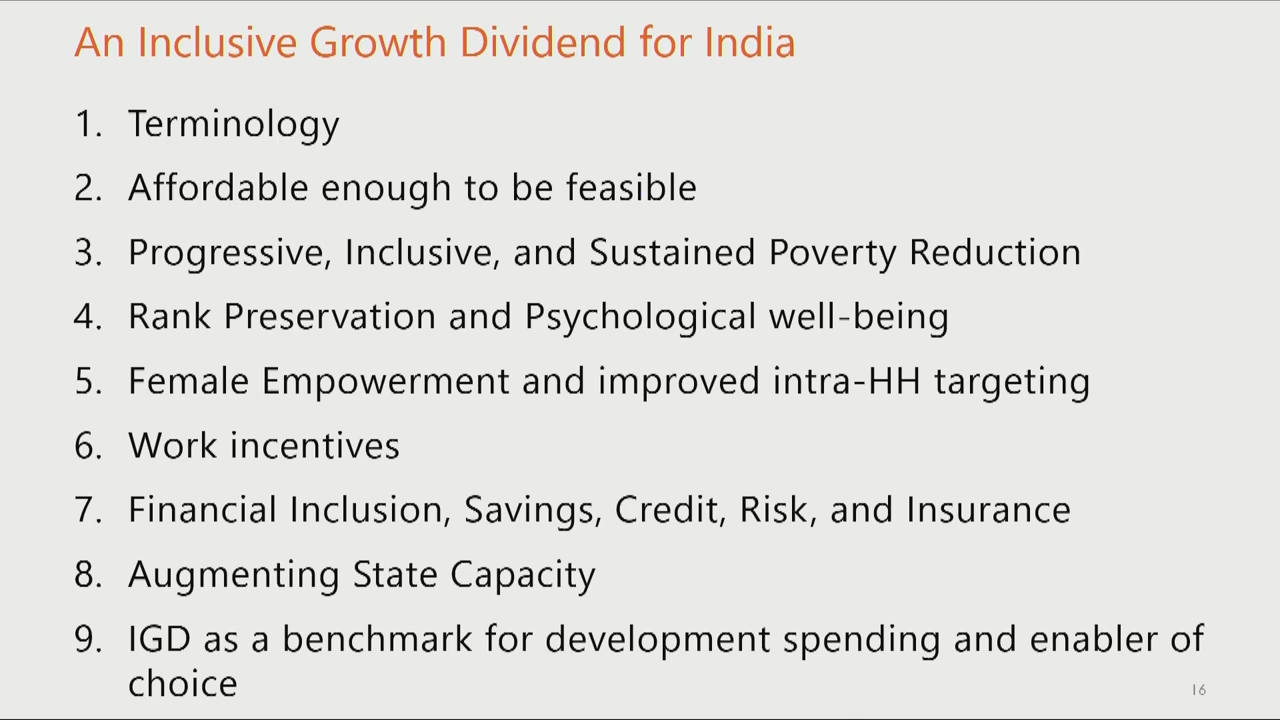 An Inclusive Growth Dividend for India
1. Terminology
2. Affordable enough to be feasible
3. Progressive, Inclusive, and Sustained Poverty Reduction
4. Rank Preservation and Psychological well-being
5. Female Empowerment and improved intra-HH targeting
6. Work incentives
7. Financial Inclusion, Savings, Credit, Risk, and Insurance
8. Augmenting State Capacity
9. IGD as a benchmark for development spending and enabler of
choice
16